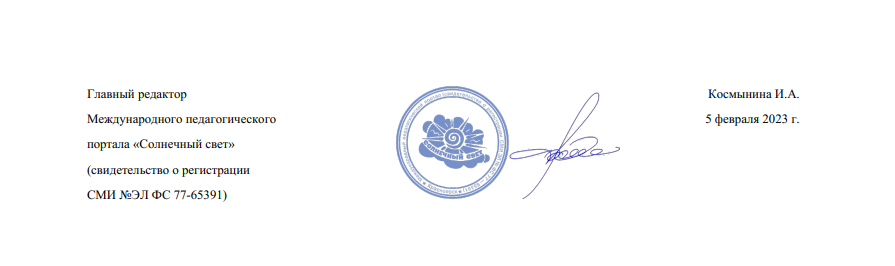 Главный редактор
Международного педагогического
портала «Солнечный свет»
(свидетельство о регистрации
СМИ №ЭЛ ФС 77-65391)
СОЛНЕЧНЫЙ СВЕТ
Космынина И.А.
5 февраля 2023 г.